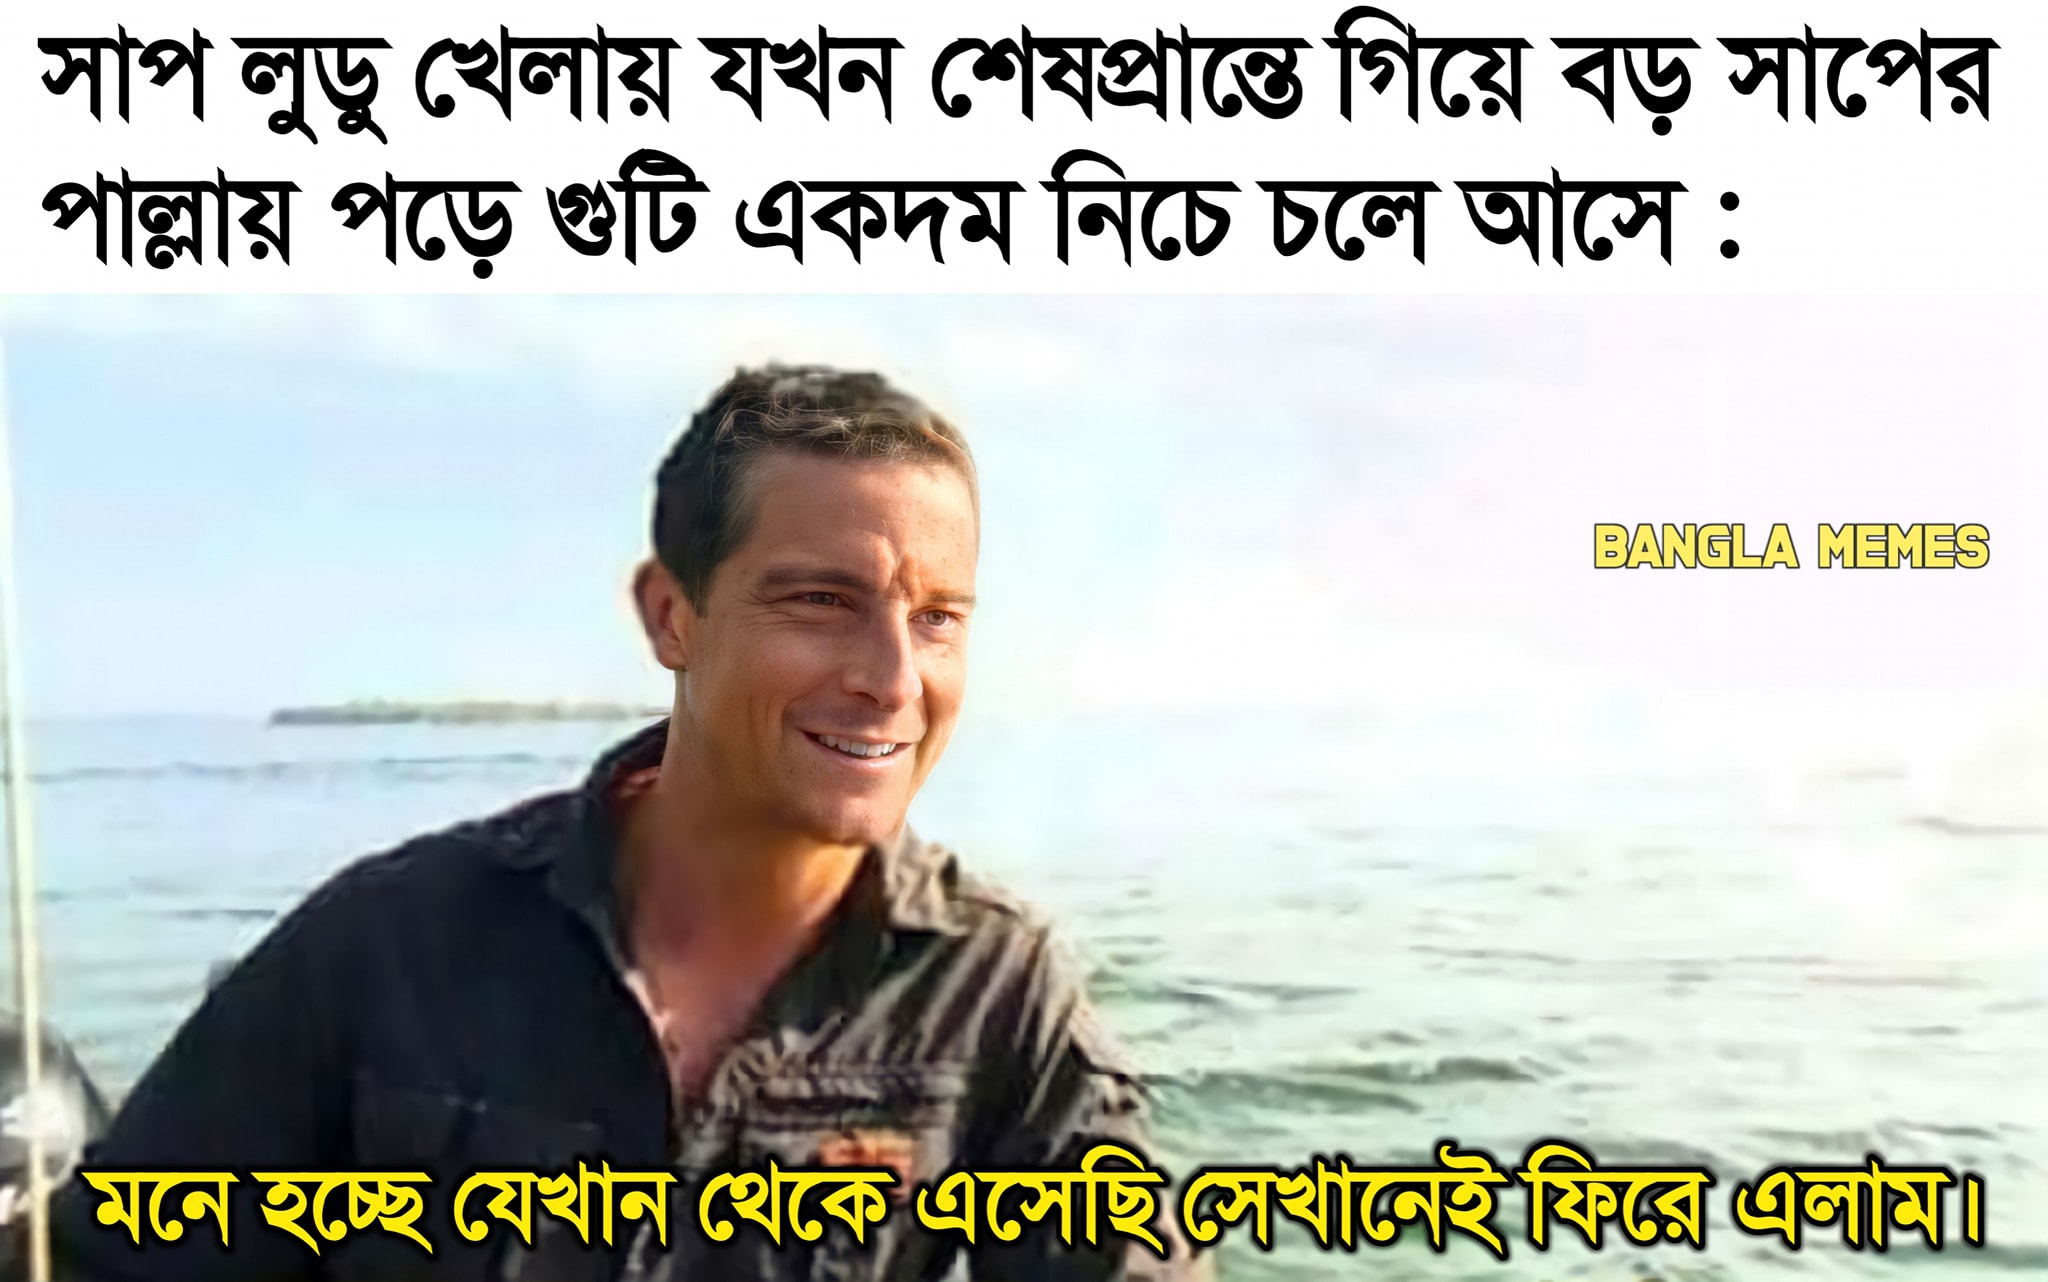 সাপ লুডু খেলায় যখন শেষপ্রান্তে গিয়ে বড় সাপের
পাল্লায় পড়ে গুটি একদম নিচে চলে আসে :
BANGLA MEMES
মনে হচ্ছে যেখান থেকে এসেছি সেখানেই ফিরে এলাম।